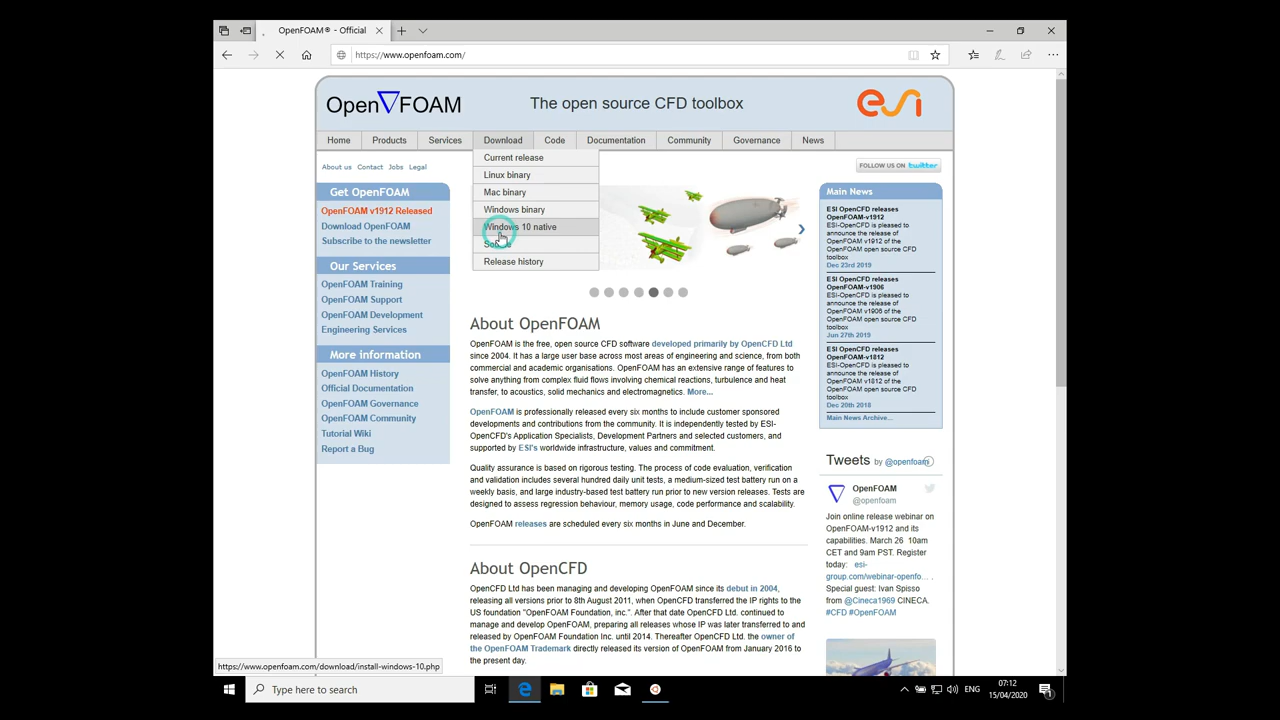 OpenFOAM® - Official
https://www.openfoam.com/
OpenFOAM
The open source CFD toolbox
esi
Home Products Services Download Code Documentation Community Governance News
Current release
Linux binary
Mac binary
Windows binary
Windows 10 native
Release history
About us Contact Jobs Legal
FOLLOW US ON twitter
Get OpenFOAM
OpenFOAM v1912 Released
Download OpenFOAM
Subscribe to the newsletter
Our Services
OpenFOAM Training
OpenFOAM Support
OpenFOAM Development
Engineering Services
More information
OpenFOAM History
Official Documentation
OpenFOAM Governance
OpenFOAM Community
Tutorial Wiki
Report a Bug
About OpenFOAM
OpenFOAM is the free, open source CFD software developed primarily by OpenCFD Ltd
since 2004. It has a large user base across most areas of engineering and science, from both
commercial and academic organisations. OpenFOAM has an extensive range of features to
solve anything from complex fluid flows involving chemical reactions, turbulence and heat
transfer, to acoustics, solid mechanics and electromagnetics. More...
OpenFOAM is professionally released every six months to include customer sponsored
developments and contributions from the community. It is independently tested by ESI-
OpenCFD's Application Specialists, Development Partners and selected customers, and
supported by ESI's worldwide infrastructure, values and commitment.
Quality assurance is based on rigorous testing. The process of code evaluation, verification
and validation includes several hundred daily unit tests, a medium-sized test battery run on a
weekly basis, and large industry-based test battery run prior to new version releases. Tests are
designed to assess regression behaviour, memory usage, code performance and scalability.
OpenFOAM releases are scheduled every six months in June and December.
About OpenCFD
OpenCFD Ltd has been managing and developing OpenFOAM since its debut in 2004,
releasing all versions prior to 8th August 2011, when OpenCFD transferred the IP rights to the
US foundation "OpenFOAM Foundation, inc.". After that date OpenCFD Ltd. continued to
manage and develop OpenFOAM, preparing all releases whose IP was later transferred to and
released by OpenFOAM Foundation Inc. until 2014. Thereafter OpenCFD Ltd. the owner of
the OpenFOAM Trademark directly released its version of OpenFOAM from January 2016 to
the present day.
Main News
ESI OpenCFD releases
OpenFOAM-v1912
ESI-OpenCFD is pleased to
announce the release of
OpenFOAM v1912 of the
OpenFOAM open source CFD
toolbox
Dec 23rd 2019
ESI OpenCFD releases
OpenFOAM-v1906
ESI-OpenCFD is pleased to
announce the release of
OpenFOAM v1906 of the
OpenFOAM open source CFD
toolbox
Jun 27th 2019
ESI OpenCFD releases
OpenFOAM-v1812
ESI-OpenCFD is pleased to
announce the release of
OpenFOAM v1812 of the
OpenFOAM open source CFD
toolbox
Dec 20th 2018
Main News Archive...
Tweets by @openfoam
OpenFOAM
@openfoam
Join online release webinar on
OpenFOAM-v1912 and its
capabilities. March 26 10am
CET and 9am PST. Register
today: esi-
group.com/webinar-openfo... .
Special guest: Ivan Spisso
from @Cineca1969 CINECA.
#CFD #OpenFOAM
https://www.openfoam.com/download/install-windows-10.php
Type here to search
ENG
07:12
15/04/2020
1